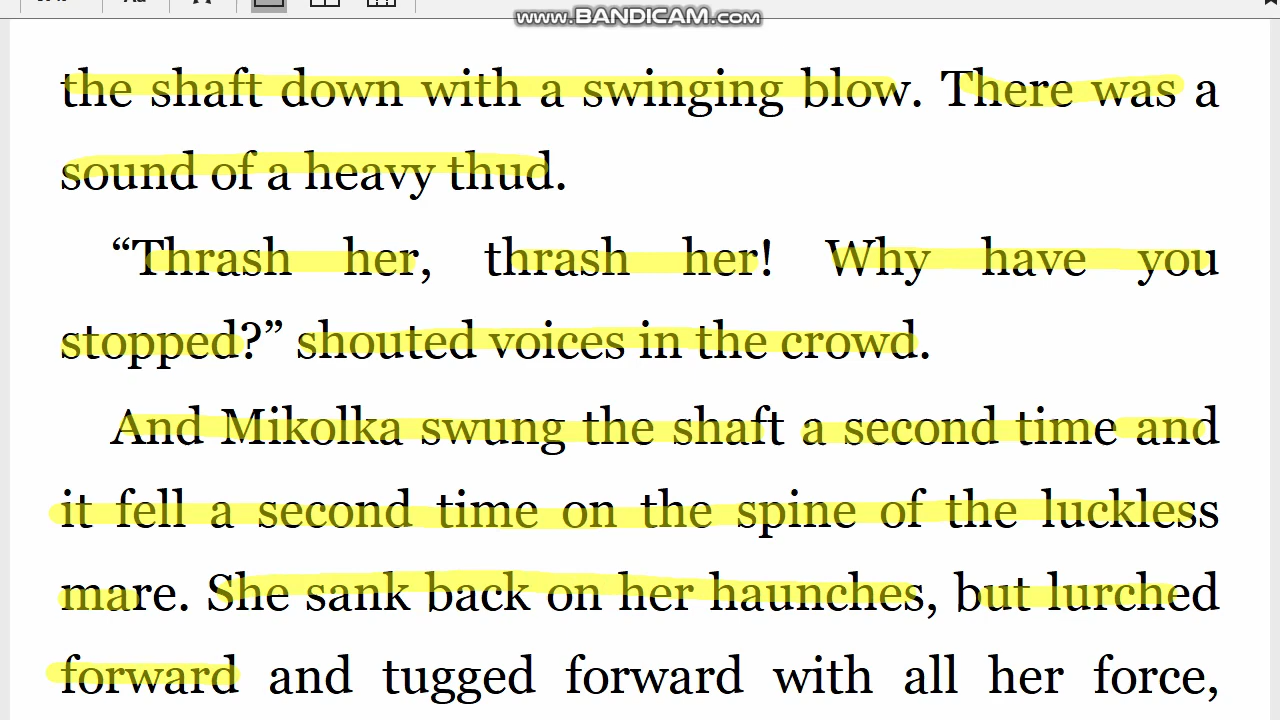 www.BANDICAM.com
the shaft down with a swinging blow. There was a
sound of a heavy thud.
“Thrash her, thrash her! Why have you
stopped?” shouted voices in the crowd.
And Mikolka swung the shaft a second time and
it fell a second time on the spine of the luckless
mare. She sank back on her haunches, but lurched
forward and tugged forward with all her force,